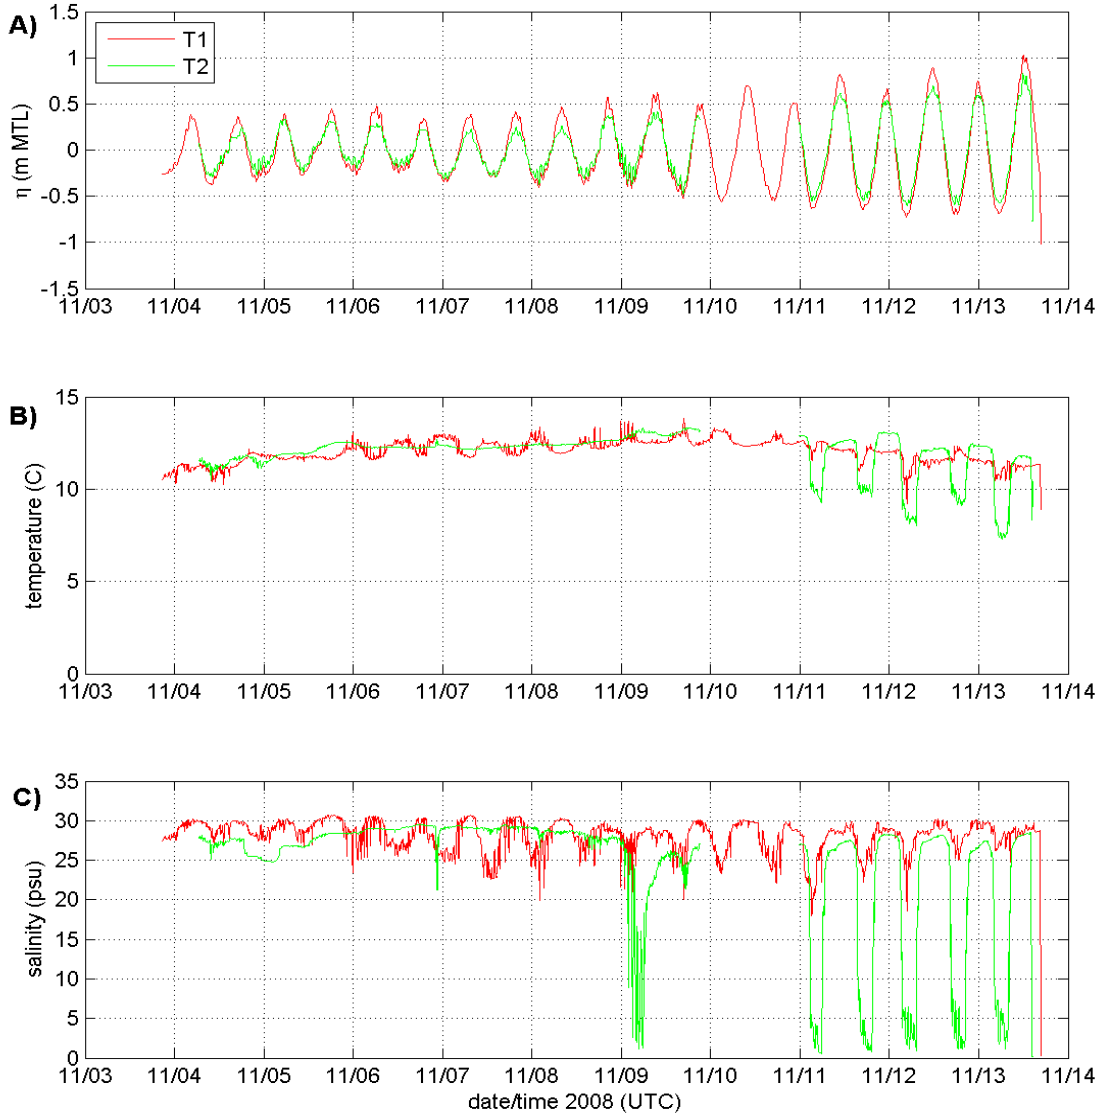 A)
1.5
1
0.5
0
-0.5
-1
-1.5
η (m MTL)
T1
T2
11/03 11/04 11/05 11/06 11/07 11/08 11/09 11/10 11/11 11/12 11/13 11/14
B)
15
10
5
0
temperature (C)
11/03 11/04 11/05 11/06 11/07 11/08 11/09 11/10 11/11 11/12 11/13 11/14
C)
35
30
25
20
15
10
5
0
salinity (psu)
11/03 11/04 11/05 11/06 11/07 11/08 11/09 11/10 11/11 11/12 11/13 11/14
date/time 2008 (UTC)